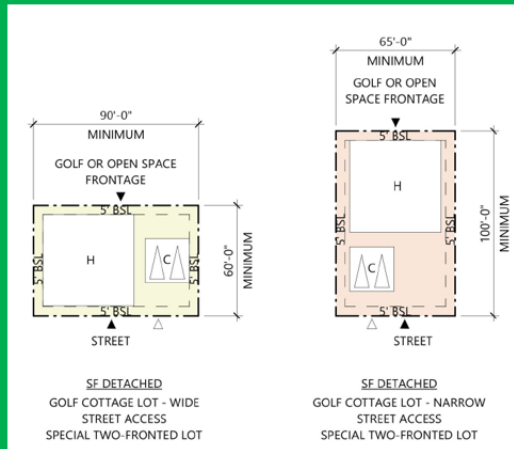 90'-0"
MINIMUM
GOLF OR OPEN SPACE
FRONTAGE
5' BSL
5' BSL
H
C
5' BSL
5' BSL
60'-0"
MINIMUM
STREET
SF DETACHED
GOLF COTTAGE LOT - WIDE
STREET ACCESS
SPECIAL TWO-FRONTED LOT
65'-0"
MINIMUM
GOLF OR OPEN
SPACE FRONTAGE
5' BSL
5' BSL
H
C
5' BSL
5' BSL
100'-0"
MINIMUM
STREET
SF DETACHED
GOLF COTTAGE LOT - NARROW
STREET ACCESS
SPECIAL TWO-FRONTED LOT